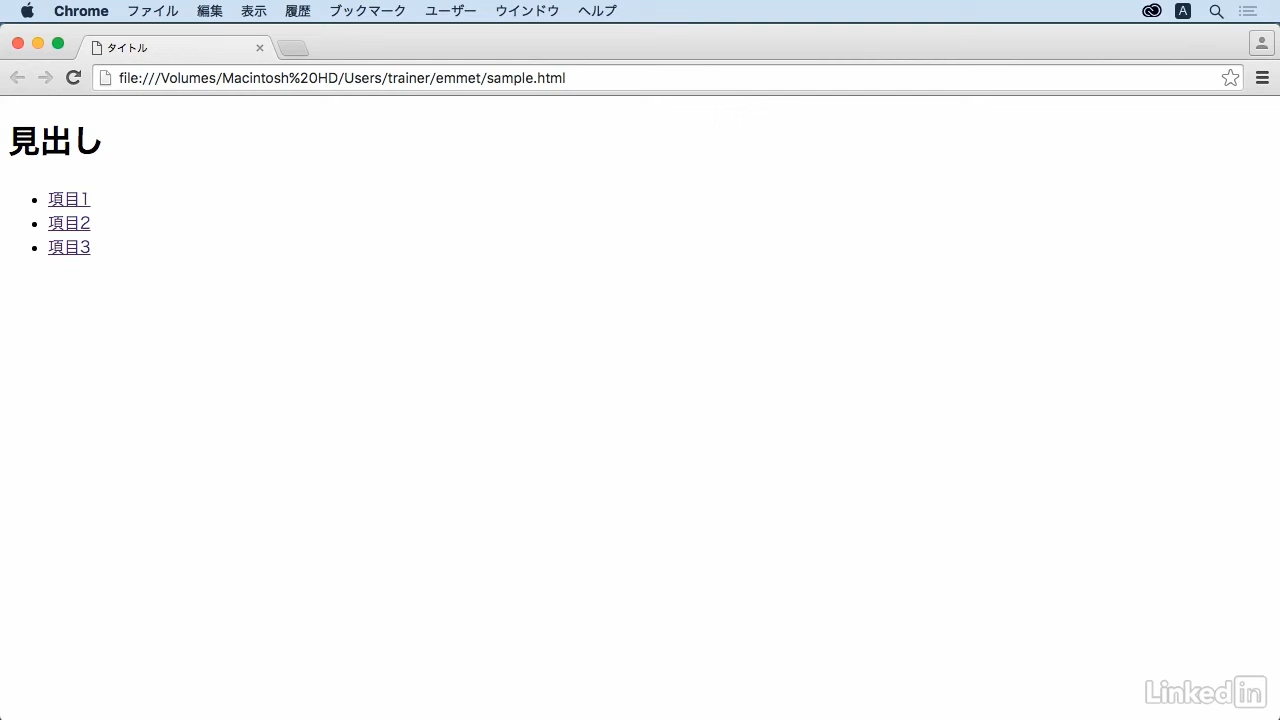 Chrome ファイル 編集 表示 履歴 ブックマーク ユーザー ウインドウ ヘルプ A
タイトル
file:///Volumes/Macintosh%20HD/Users/trainer/emmet/sample.html
見出し
項目1
項目2
項目3
Linked in